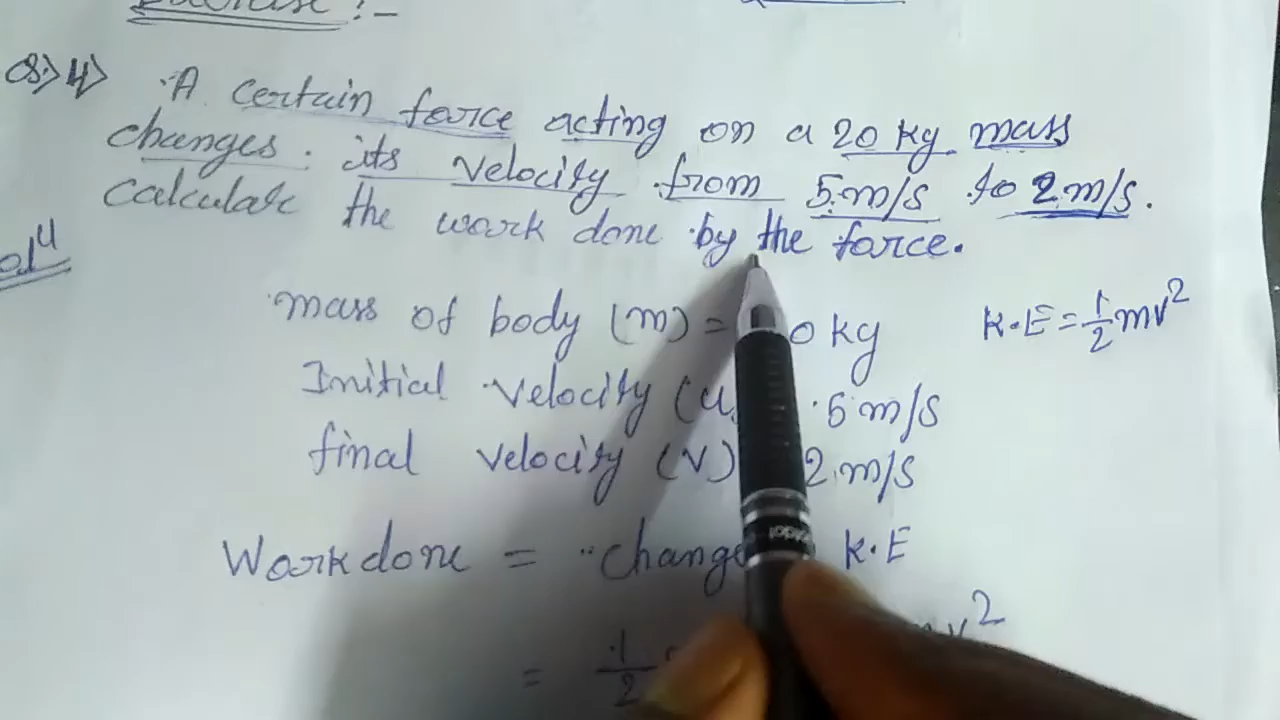 Q.>4>
A certain force acting on a 20 kg mass
changes its velocity from 5 m/s to 2 m/s.
calculate the work done by the force.
mass of body (m) = 0 kg K.E = 1/2 mv²
Initial velocity (u 5 m/s
final velocity (v) 2 m/s
Work done = change K.E
= 1/2